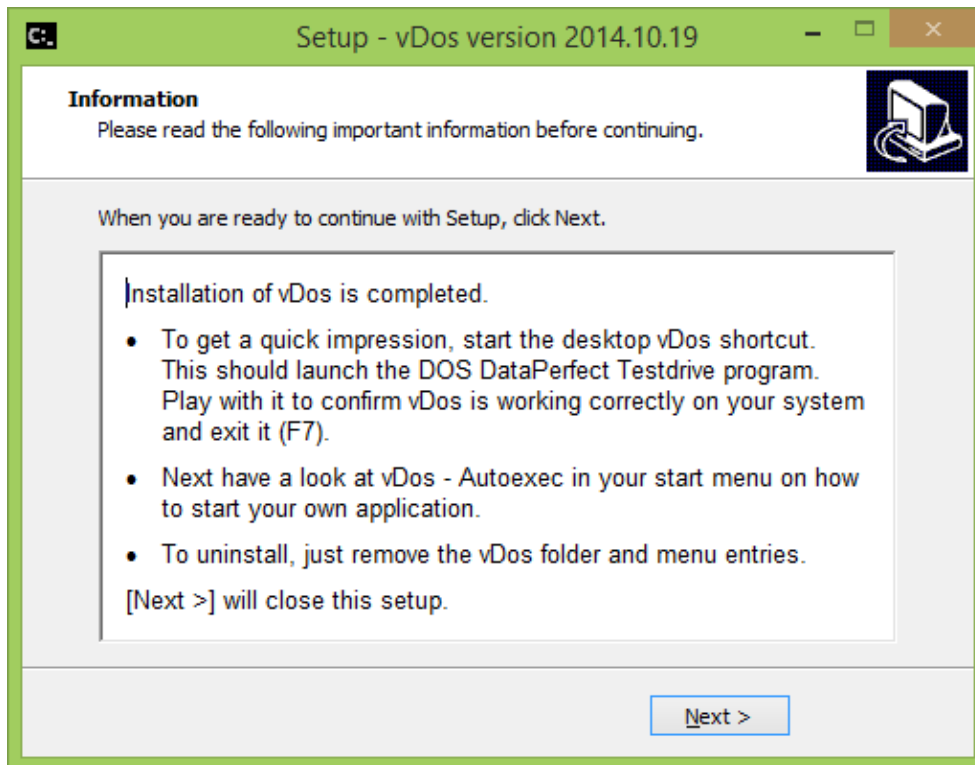 C:\_
Setup - vDos version 2014.10.19
Information
Please read the following important information before continuing.
When you are ready to continue with Setup, click Next.
Installation of vDos is completed.
• To get a quick impression, start the desktop vDos shortcut.
This should launch the DOS DataPerfect Testdrive program.
Play with it to confirm vDos is working correctly on your system
and exit it (F7).
• Next have a look at vDos - Autoexec in your start menu on how
to start your own application.
• To uninstall, just remove the vDos folder and menu entries.
[Next >] will close this setup.
Next >